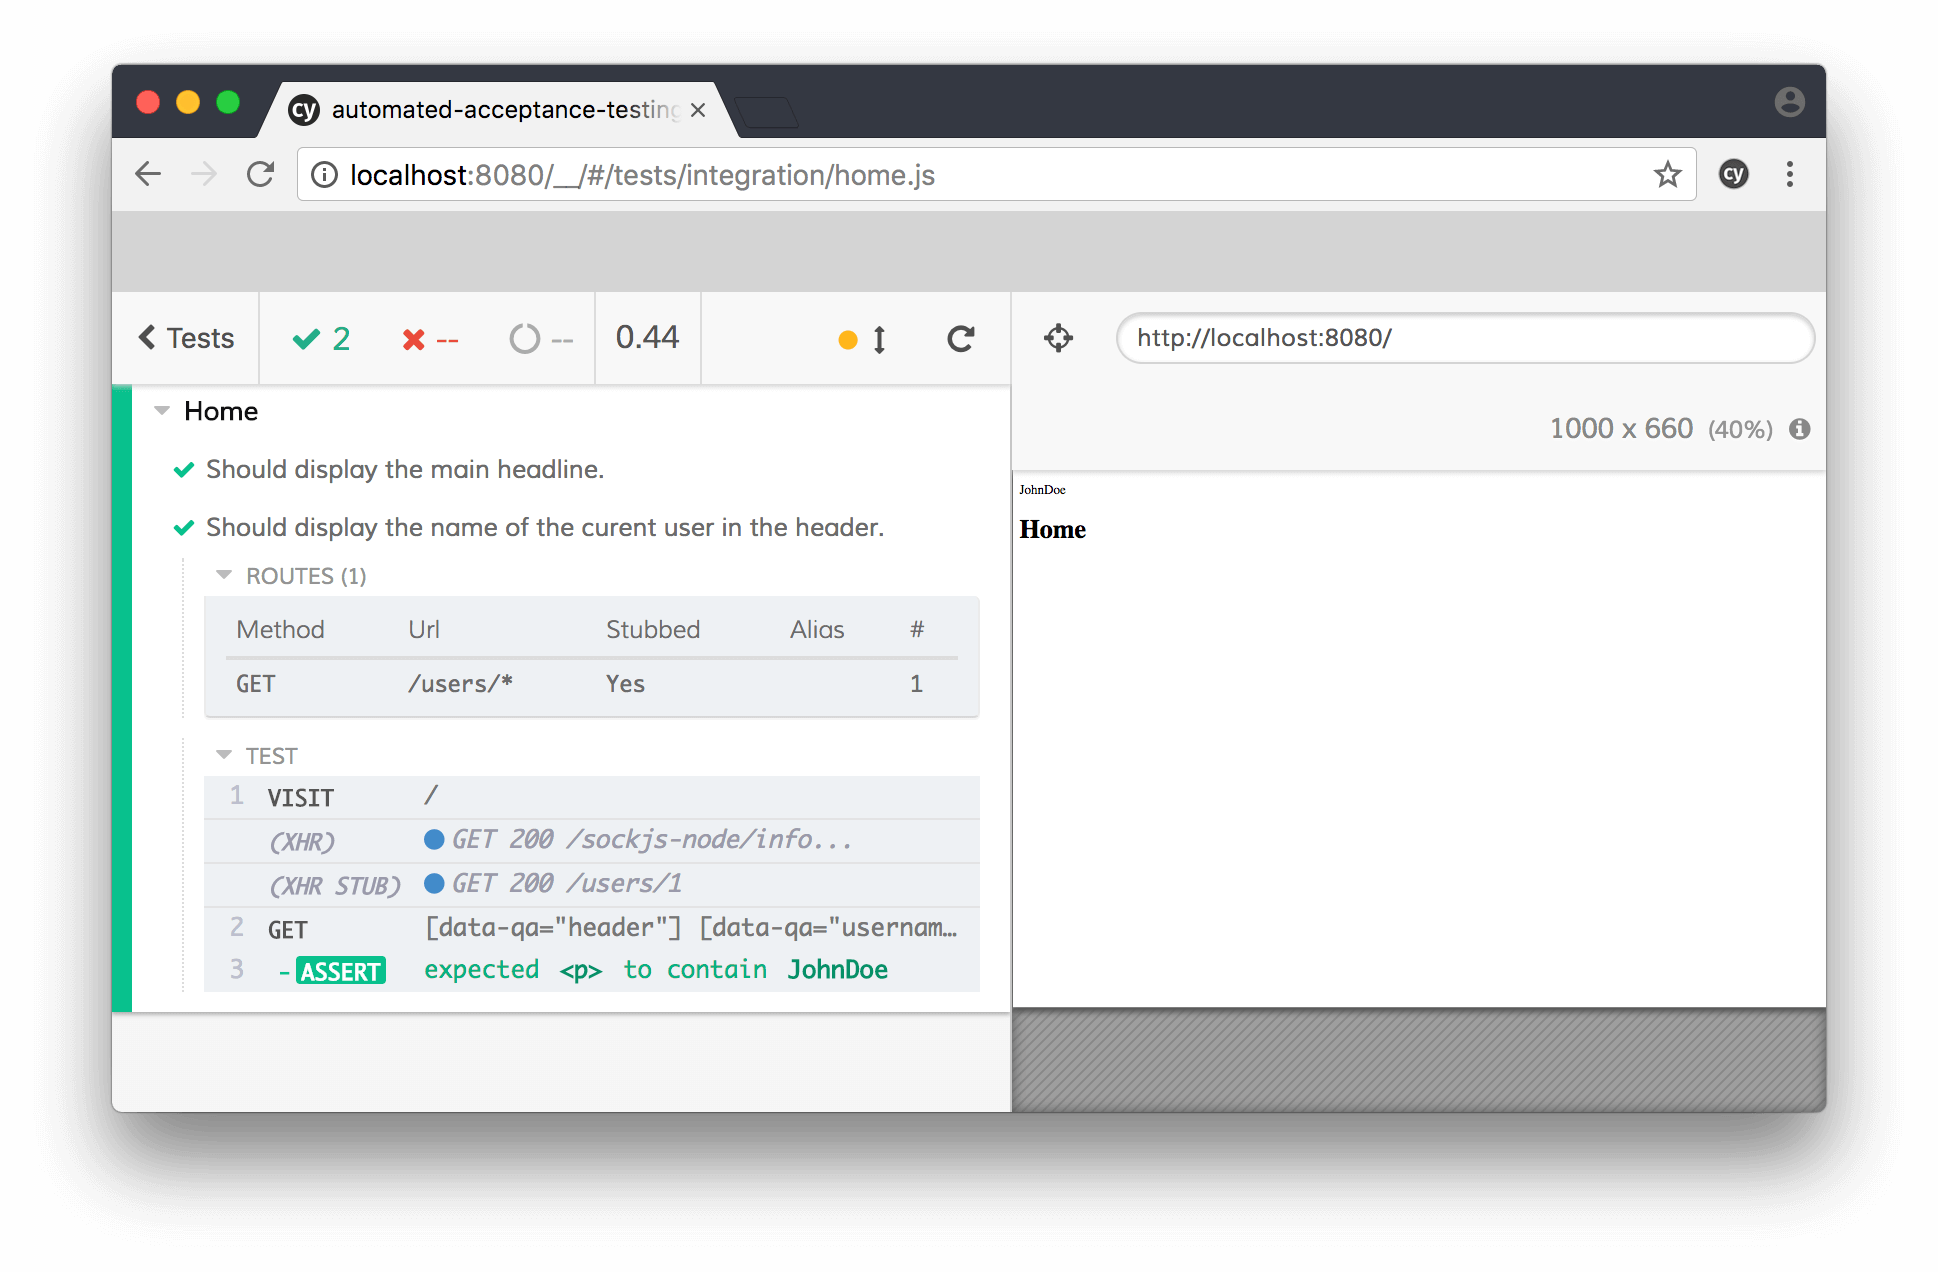 cy automated-acceptance-testing
localhost:8080/__/#/tests/integration/home.js cy
Tests 2 -- -- 0.44 http://localhost:8080/
1000 x 660 (40%)
Home
Should display the main headline.
Should display the name of the curent user in the header.
ROUTES (1)
Method Url Stubbed Alias #
GET /users/* Yes 1
TEST
1 VISIT /
(XHR) GET 200 /sockjs-node/info...
(XHR STUB) GET 200 /users/1
2 GET [data-qa="header"] [data-qa="usernam…
3 -ASSERT expected <p> to contain JohnDoe
JohnDoe
Home